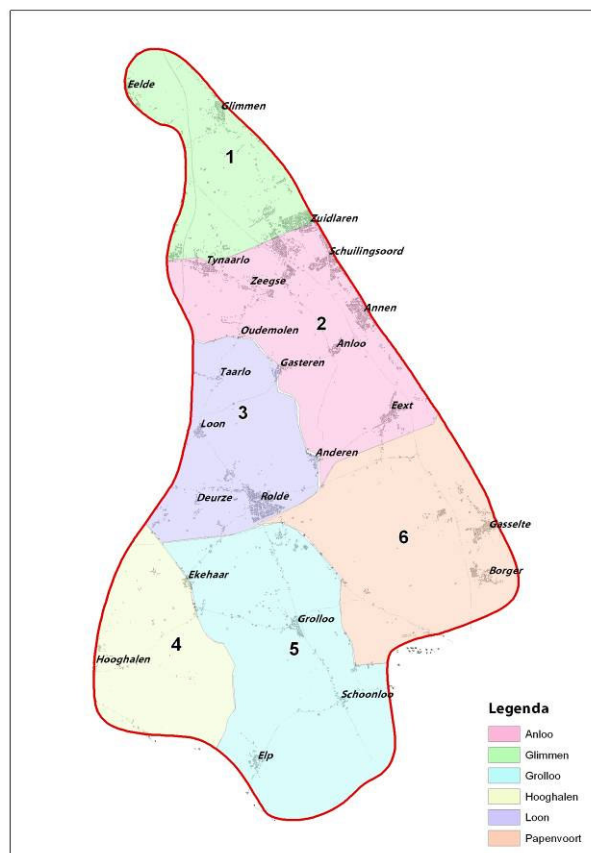 Eelde
Glimmen
1
Zuidlaren
Schuilingsoord
Tynaarlo
Zeegse
Annen
2
Oudemolen
Anloo
Gasteren
Taarlo
3
Eext
Loon
Anderen
Deurze
Rolde
Gasselte
6
Borger
Ekehaar
Grolloo
4
5
Hooghalen
Schoonloo
Elp
Legenda
Anloo
Glimmen
Grolloo
Hooghalen
Loon
Papenvoort